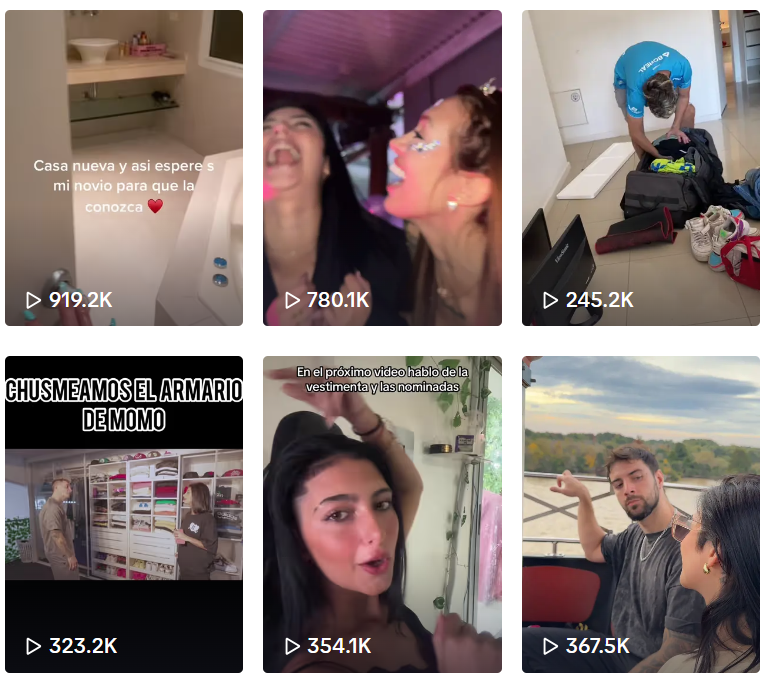 Casa nueva y asi espere s
mi novio para que la
conozca ❤️
919.2K
780.1K
245.2K
CHUSMEAMOS EL ARMARIO
DE MOMO
323.2K
En el próximo video hablo de la
vestimenta y las nominadas
354.1K
367.5K